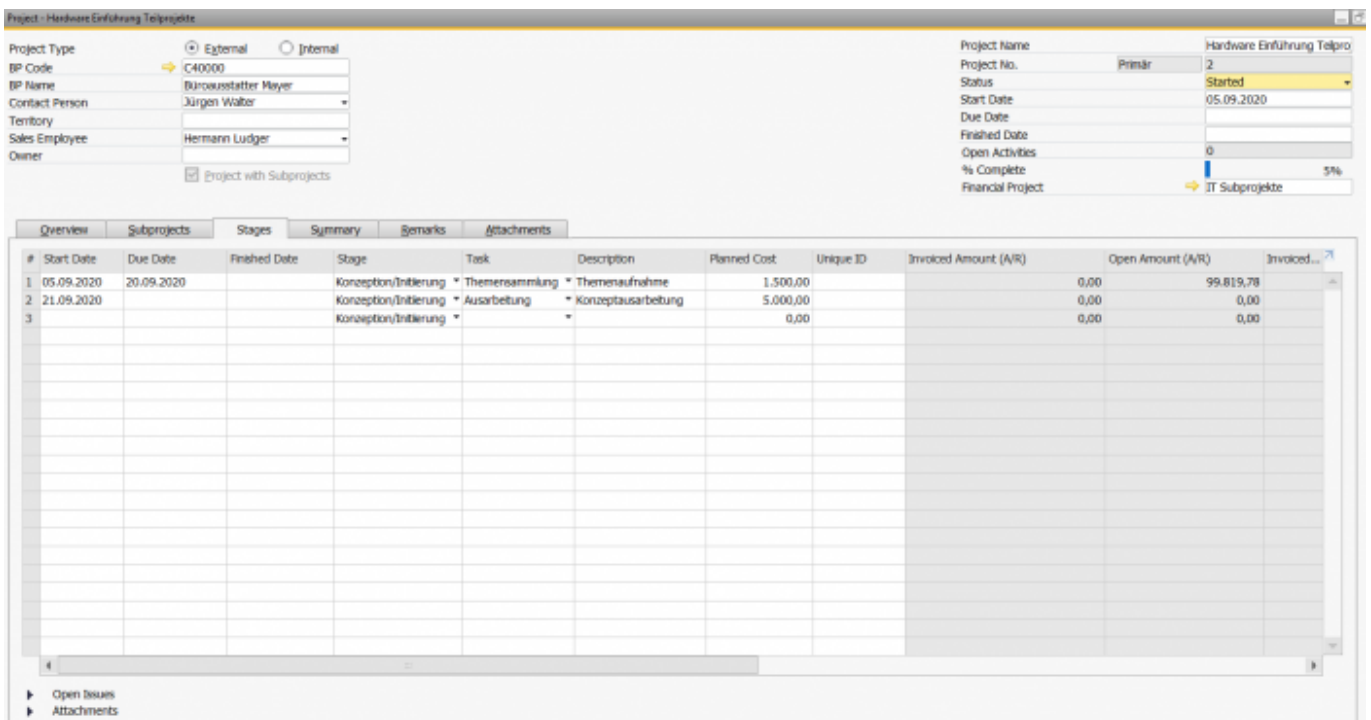 Project - Hardware Einführung Teilprojekte
Project Type External Internal
BP Code C40000
BP Name Büroausstatter Mayer
Contact Person Jürgen Walter
Territory
Sales Employee Hermann Ludger
Owner
Project with Subprojects
Project Name Hardware Einführung Teilpro
Project No. Primär 2
Status Started
Start Date 05.09.2020
Due Date
Finished Date
Open Activities 0
% Complete 5%
Financial Project IT Subprojekte
Overview Subprojects Stages Summary Remarks Attachments
# Start Date Due Date Finished Date Stage Task Description Planned Cost Unique ID Invoiced Amount (A/R) Open Amount (A/R) Invoiced...
1 05.09.2020 20.09.2020 Konzeption/Initiierung Themensammlung Themenaufnahme 1.500,00 0,00 99.819,78
2 21.09.2020 Konzeption/Initiierung Ausarbeitung Konzeptausarbeitung 5.000,00 0,00 0,00
3 Konzeption/Initiierung 0,00 0,00 0,00
Open Issues
Attachments